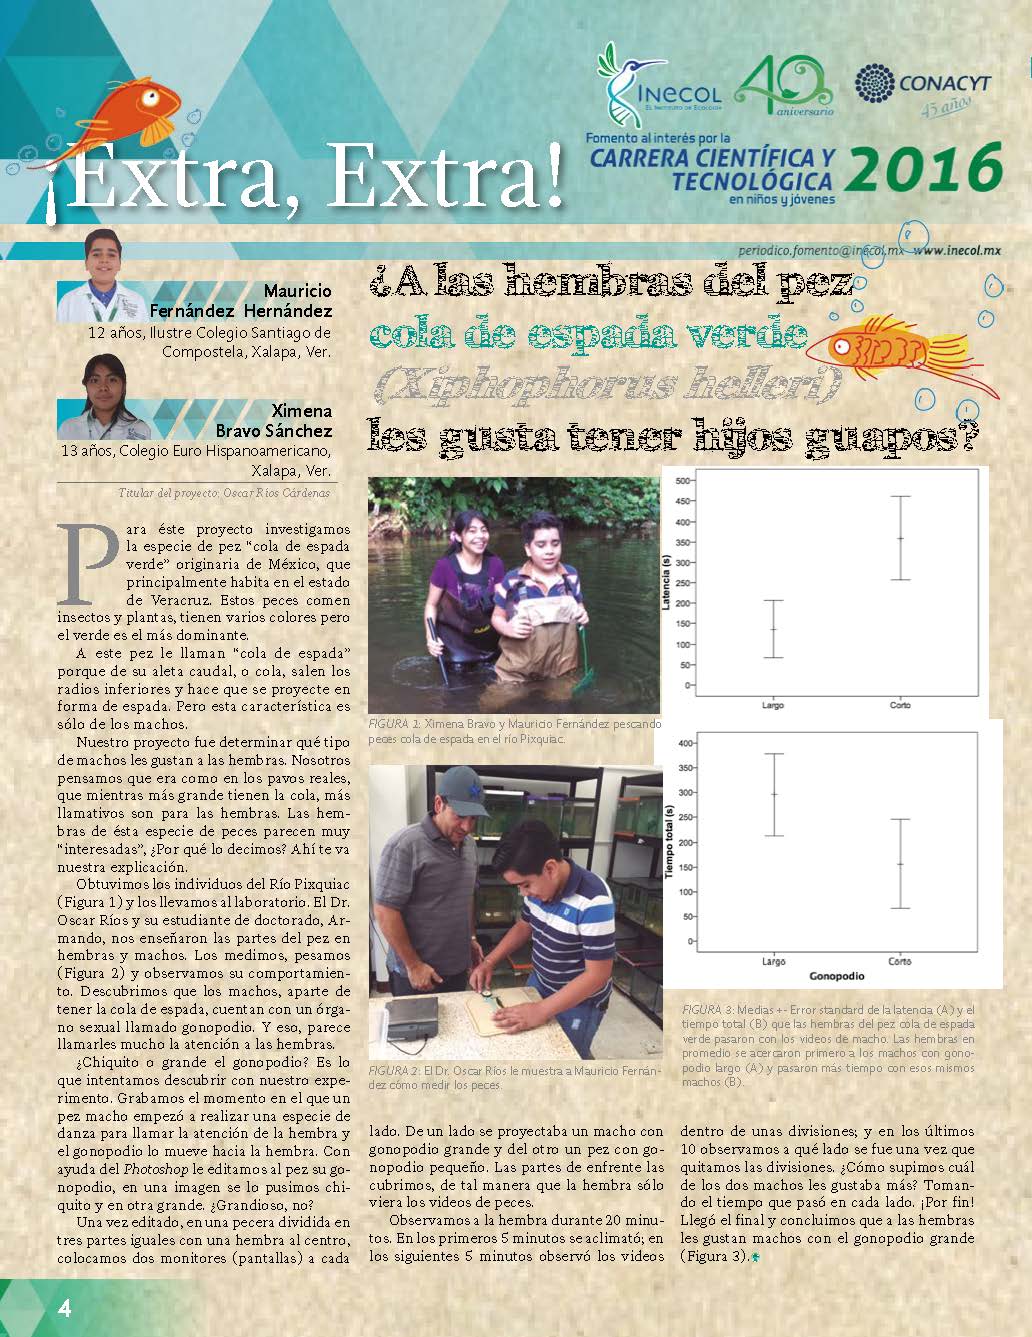 INECOL
EL INSTITUTO DE ECOLOGÍA
40
aniversario
CONACYT
45 años
Fomento al interés por la
CARRERA CIENTÍFICA Y
TECNOLÓGICA
en niños y jóvenes
2016
¡Extra, Extra!
periodico.fomento@inecol.mx www.inecol.mx
Mauricio
Fernández Hernández
12 años, Ilustre Colegio Santiago de
Compostela, Xalapa, Ver.
Ximena
Bravo Sánchez
13 años, Colegio Euro Hispanoamericano,
Xalapa, Ver.
Titular del proyecto: Oscar Ríos Cárdenas
¿A las hembras del pez
cola de espada verde
(Xiphophorus helleri)
les gusta tener hijos guapos?
Para éste proyecto investigamos
la especie de pez “cola de espada
verde” originaria de México, que
principalmente habita en el estado
de Veracruz. Estos peces comen
insectos y plantas, tienen varios colores pero
el verde es el más dominante.
A este pez le llaman “cola de espada”
porque de su aleta caudal, o cola, salen los
radios inferiores y hace que se proyecte en
forma de espada. Pero esta característica es
sólo de los machos.
Nuestro proyecto fue determinar qué tipo
de machos les gustan a las hembras. Nosotros
pensamos que era como en los pavos reales,
que mientras más grande tienen la cola, más
llamativos son para las hembras. Las hem-
bras de ésta especie de peces parecen muy
“interesadas”, ¿Por qué lo decimos? Ahí te va
nuestra explicación.
Obtuvimos los individuos del Río Pixquiac
(Figura 1) y los llevamos al laboratorio. El Dr.
Oscar Ríos y su estudiante de doctorado, Ar-
mando, nos enseñaron las partes del pez en
hembras y machos. Los medimos, pesamos
(Figura 2) y observamos su comportamien-
to. Descubrimos que los machos, aparte de
tener la cola de espada, cuentan con un órga-
no sexual llamado gonopodio. Y eso, parece
llamarles mucho la atención a las hembras.
¿Chiquito o grande el gonopodio? Es lo
que intentamos descubrir con nuestro expe-
rimento. Grabamos el momento en el que un
pez macho empezó a realizar una especie de
danza para llamar la atención de la hembra y
el gonopodio lo mueve hacia la hembra. Con
ayuda del Photoshop le editamos al pez su go-
nopodio, en una imagen se lo pusimos chi-
quito y en otra grande. ¿Grandioso, no?
Una vez editado, en una pecera dividida en
tres partes iguales con una hembra al centro,
colocamos dos monitores (pantallas) a cada
FIGURA 1: Ximena Bravo y Mauricio Fernández pescando
peces cola de espada en el río Pixquiac.
FIGURA 2: El Dr. Oscar Ríos le muestra a Mauricio Fernán-
dez cómo medir los peces.
Latencia (s)
500
450
400
350
300
250
200
150
100
50
0
Largo Corto
Tiempo total (s)
400
350
300
250
200
150
100
50
0
Largo Corto
Gonopodio
FIGURA 3: Medias +- Error standard de la latencia (A) y el
tiempo total (B) que las hembras del pez cola de espada
verde pasaron con los videos de macho. Las hembras en
promedio se acercaron primero a los machos con gono-
podio largo (A) y pasaron más tiempo con esos mismos
machos (B).
lado. De un lado se proyectaba un macho con
gonopodio grande y del otro un pez con go-
nopodio pequeño. Las partes de enfrente las
cubrimos, de tal manera que la hembra sólo
viera los videos de peces.
Observamos a la hembra durante 20 minu-
tos. En los primeros 5 minutos se aclimató; en
los siguientes 5 minutos observó los videos
dentro de unas divisiones; y en los últimos
10 observamos a qué lado se fue una vez que
quitamos las divisiones. ¿Cómo supimos cuál
de los dos machos les gustaba más? Toman-
do el tiempo que pasó en cada lado. ¡Por fin!
Llegó el final y concluimos que a las hembras
les gustan machos con el gonopodio grande
(Figura 3).
4